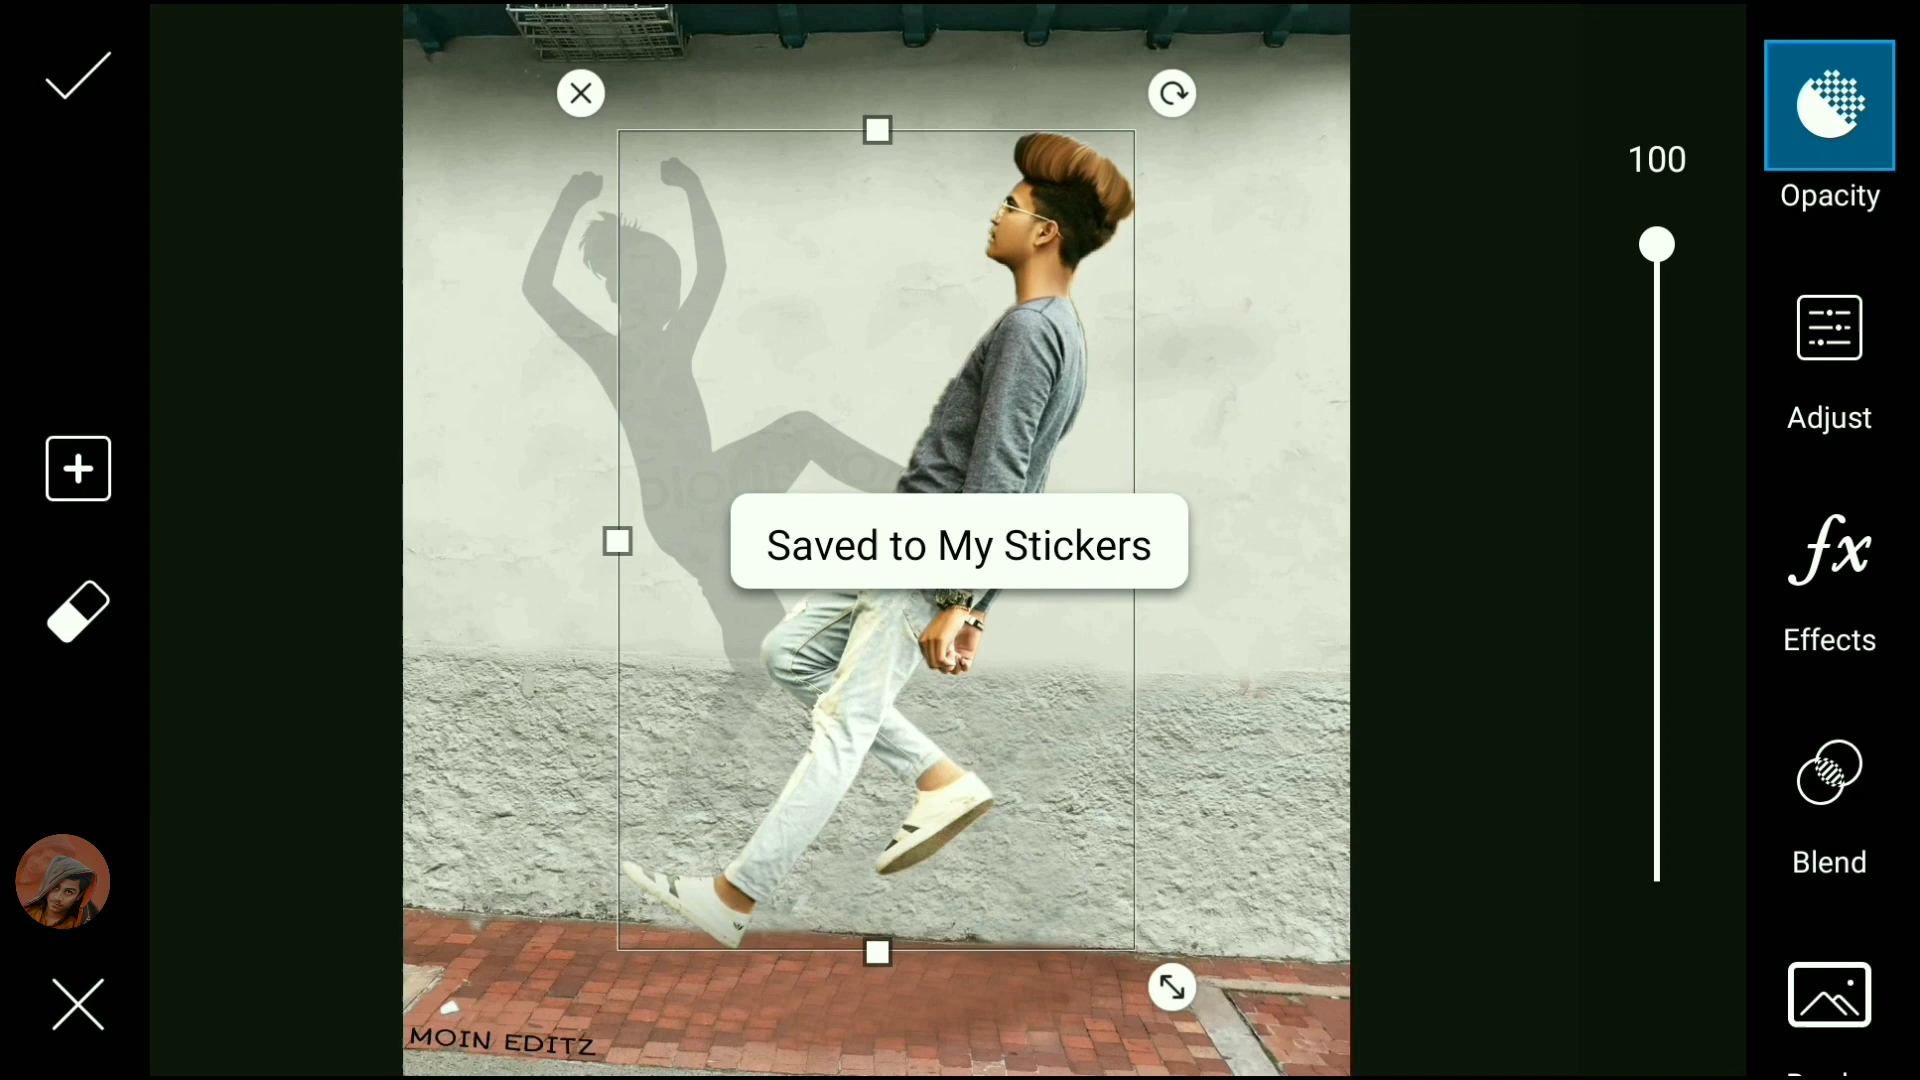 100
Opacity
Adjust
fx
Effects
Blend
Saved to My Stickers
MOIN EDITZ